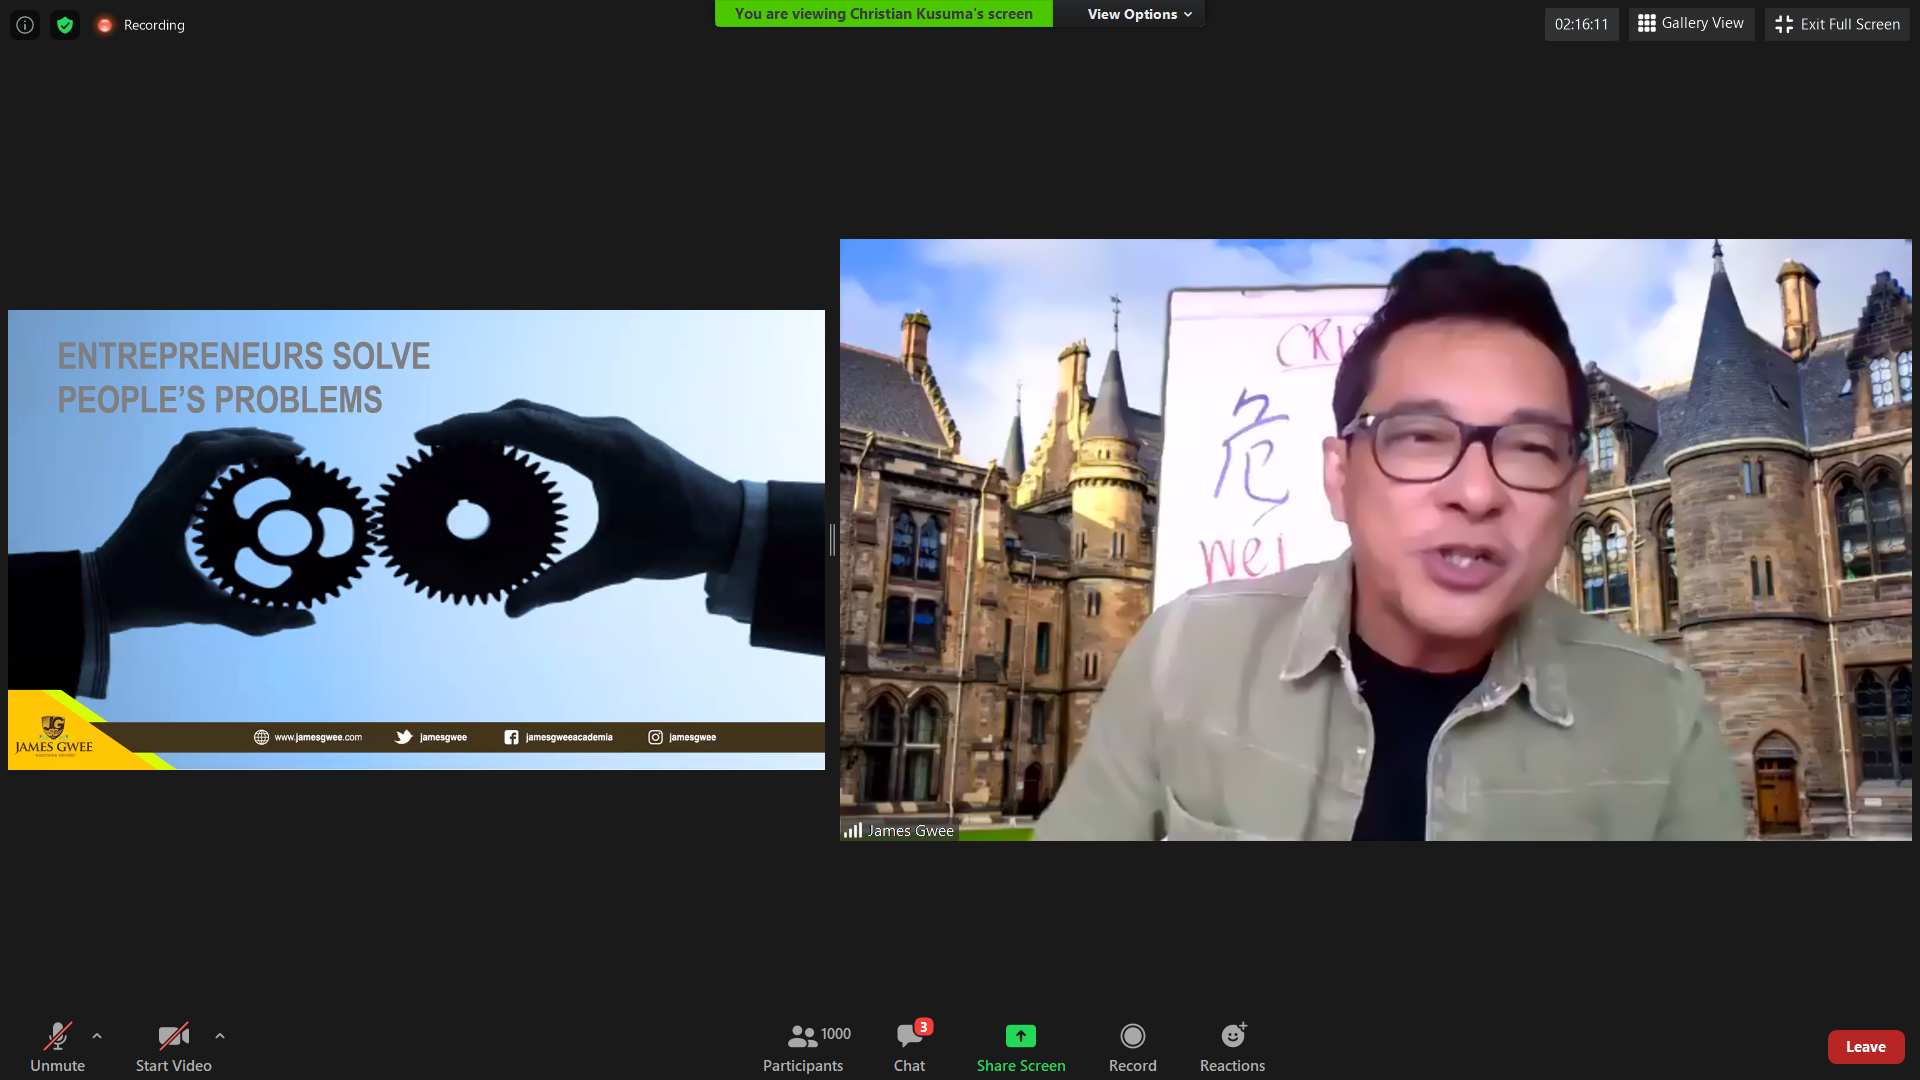 Recording
You are viewing Christian Kusuma's screen
View Options
02:16:11
Gallery View
Exit Full Screen
ENTREPRENEURS SOLVE
PEOPLE'S PROBLEMS
JG
JAMES GWEE
www.jamesgwee.com
jamesgwee
jamesgweeacademia
jamesgwee
CRIS
危
wei
James Gwee
Unmute
Start Video
1000
Participants
3
Chat
Share Screen
Record
Reactions
Leave